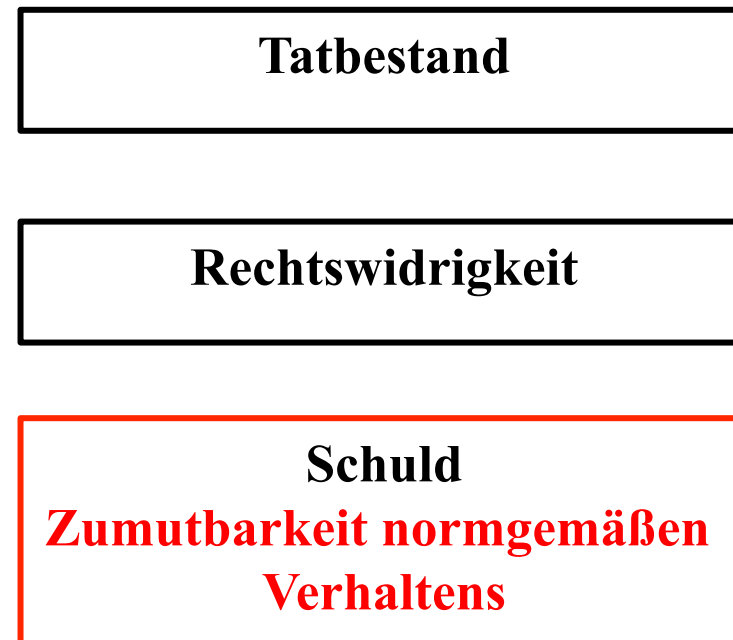 Tatbestand
Rechtswidrigkeit
Schuld
Zumutbarkeit normgemäßen
Verhaltens